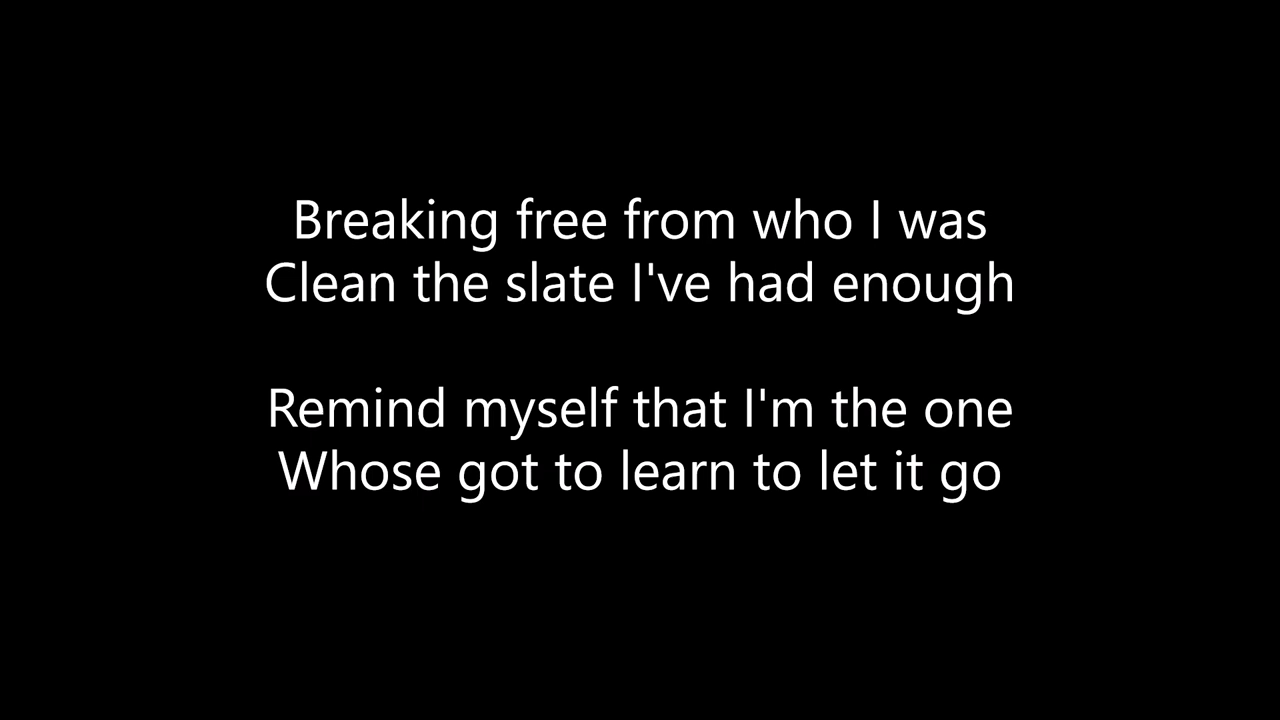 Breaking free from who I was
Clean the slate I've had enough
Remind myself that I'm the one
Whose got to learn to let it go